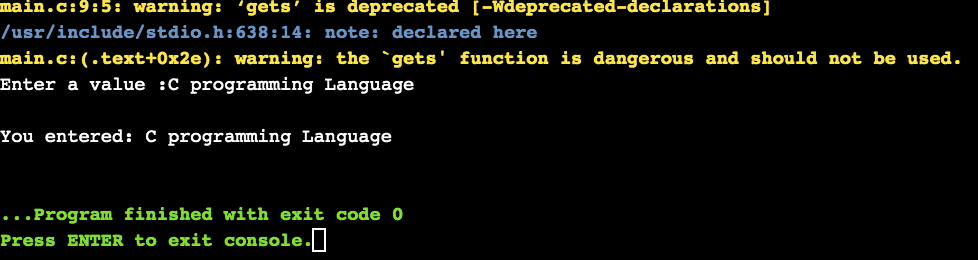 main.c:9:5: warning: ‘gets’ is deprecated [-Wdeprecated-declarations]
/usr/include/stdio.h:638:14: note: declared here
main.c:(.text+0x2e): warning: the `gets' function is dangerous and should not be used.
Enter a value :C programming Language
You entered: C programming Language
...Program finished with exit code 0
Press ENTER to exit console.